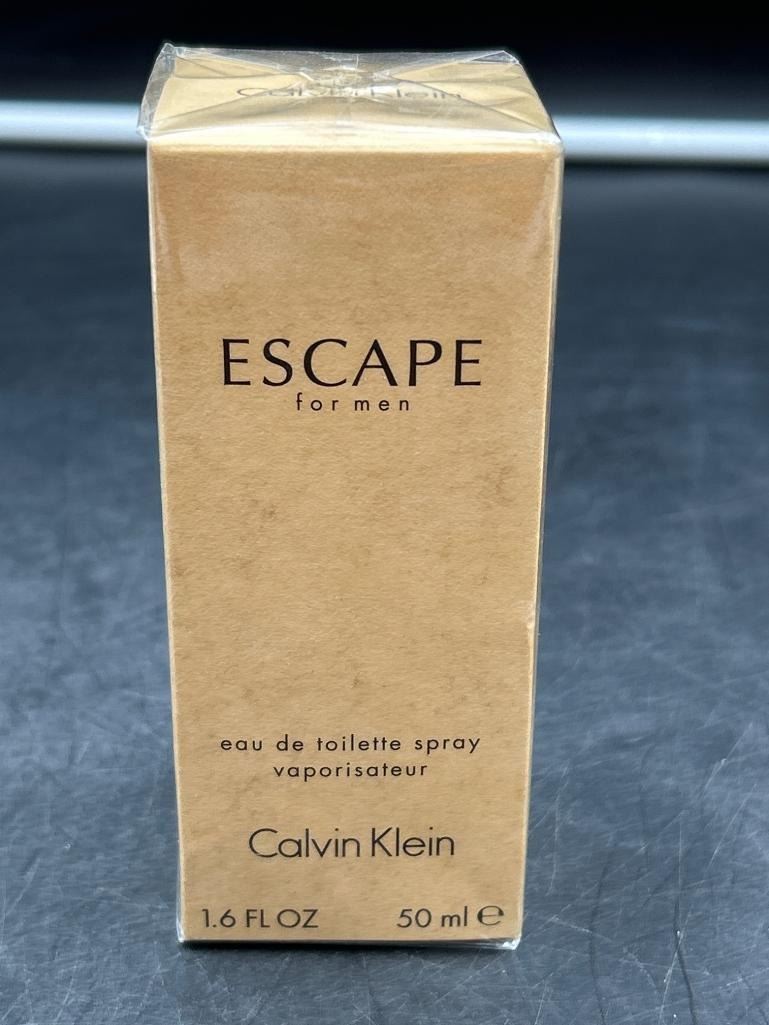 Calvin Klein
ESCAPE
for men
eau de toilette spray
vaporisateur
Calvin Klein
1.6 FL OZ 50 ml ℮